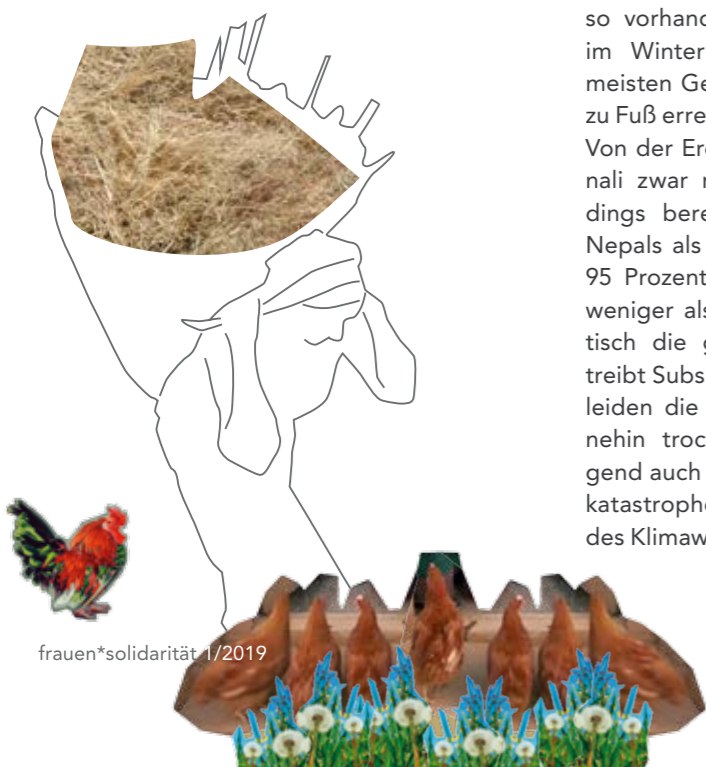 so vorhand
im Winter
meisten Ge
zu Fuß erre
Von der Erd
nali zwar n
dings bere
Nepals als
95 Prozent
weniger als
tisch die g
treibt Subs
leiden die
nehin troc
gend auch
katastroph
des Klimaw
frauen*solidarität 1/2019